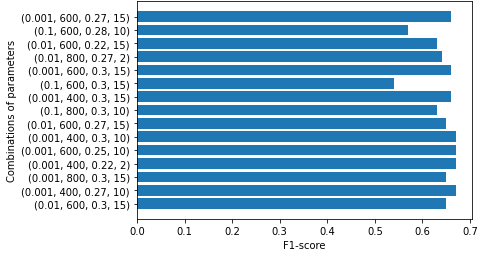 Combinations of parameters
(0.001, 600, 0.27, 15)
(0.1, 600, 0.28, 10)
(0.01, 600, 0.22, 15)
(0.01, 800, 0.27, 2)
(0.001, 600, 0.3, 15)
(0.1, 600, 0.3, 15)
(0.001, 400, 0.3, 15)
(0.1, 800, 0.3, 10)
(0.01, 600, 0.27, 15)
(0.001, 400, 0.3, 10)
(0.001, 600, 0.25, 10)
(0.001, 400, 0.22, 2)
(0.001, 800, 0.3, 15)
(0.001, 400, 0.27, 10)
(0.01, 600, 0.3, 15)
0.0 0.1 0.2 0.3 0.4 0.5 0.6 0.7
F1-score